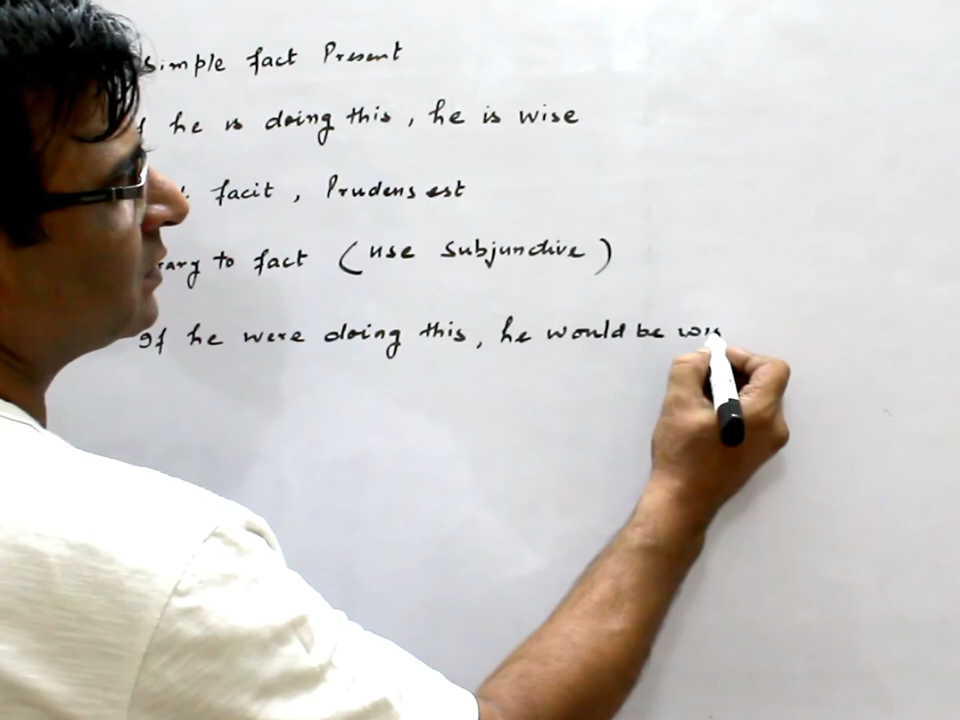 Simple fact Present
he is doing this, he is wise
facit, Prudens est
to fact (use subjunctive)
If he were doing this, he would be